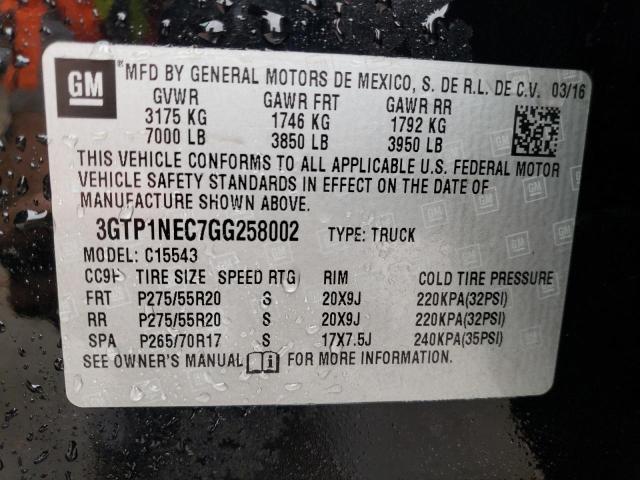 GM ® MFD BY GENERAL MOTORS DE MEXICO, S. DE R.L. DE C.V. 03/16
GVWR GAWR FRT GAWR RR
3175 KG 1746 KG 1792 KG
7000 LB 3850 LB 3950 LB
THIS VEHICLE CONFORMS TO ALL APPLICABLE U.S. FEDERAL MOTOR
VEHICLE SAFETY STANDARDS IN EFFECT ON THE DATE OF
MANUFACTURE SHOWN ABOVE.
3GTP1NEC7GG258002 TYPE: TRUCK
MODEL: C15543
CC9H TIRE SIZE SPEED RTG RIM COLD TIRE PRESSURE
FRT P275/55R20 S 20X9J 220KPA(32PSI)
RR P275/55R20 S 20X9J 220KPA(32PSI)
SPA P265/70R17 S 17X7.5J 240KPA(35PSI)
SEE OWNER'S MANUAL FOR MORE INFORMATION.